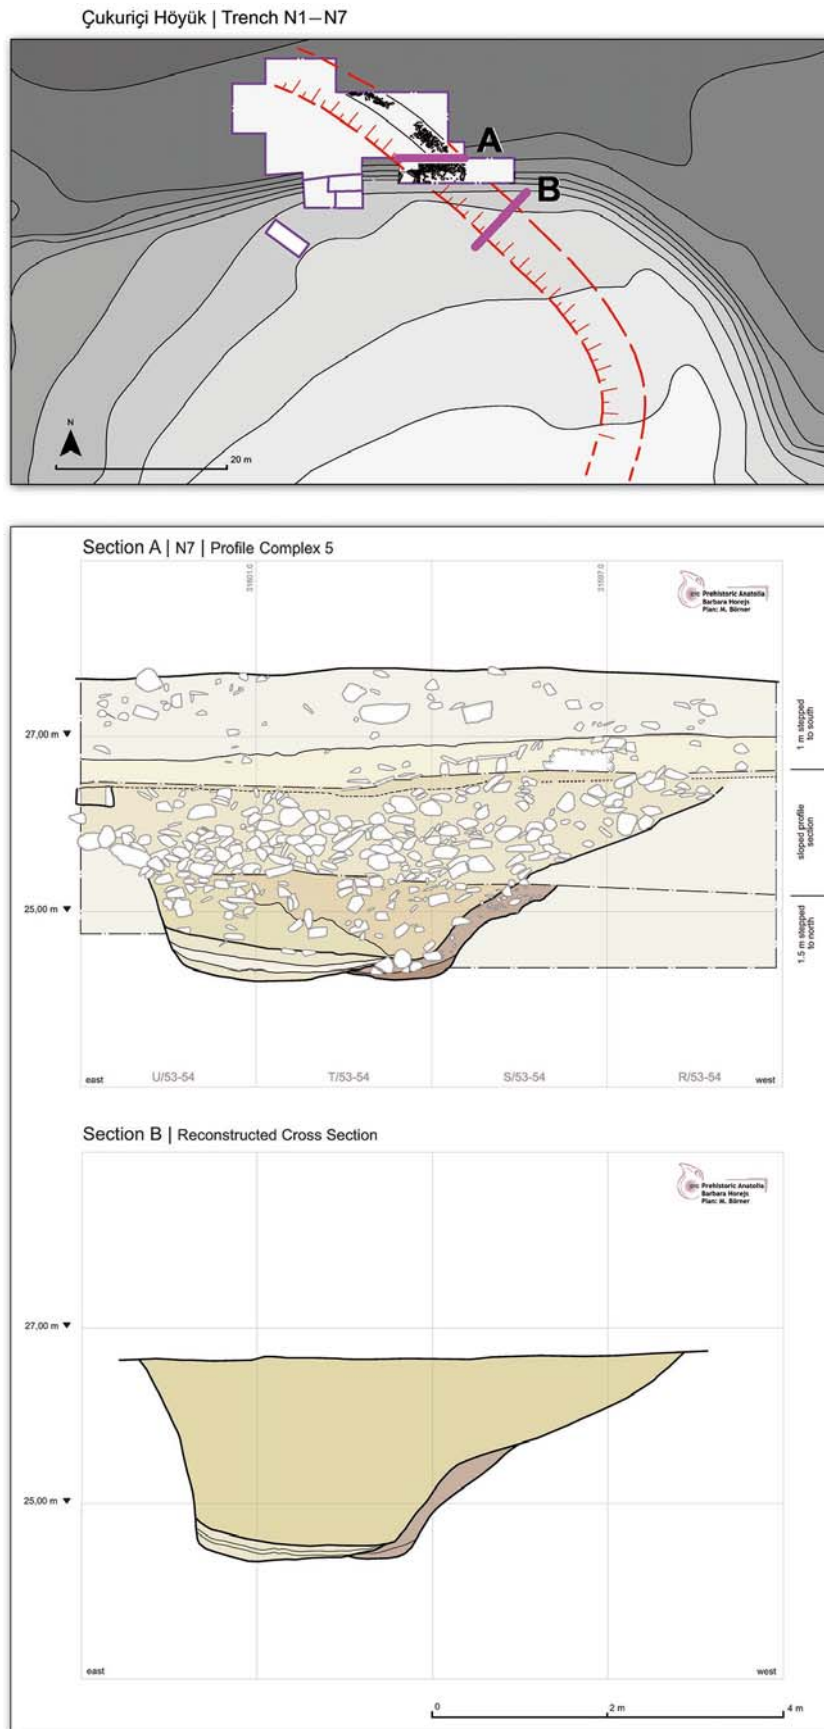 Çukuriçi Höyük | Trench N1–N7
A
B
N
20 m
Section A | N7 | Profile Complex 5
Prehistoric Anatolia
Barbara Horejs
Plan: M. Börner
27,00 m ▼
25,00 m ▼
1 m stepped
to south
sloped profile
section
1.5 m stepped
to north
east
U/53-54
T/53-54
S/53-54
R/53-54
west
Section B | Reconstructed Cross Section
Prehistoric Anatolia
Barbara Horejs
Plan: M. Börner
27,00 m ▼
25,00 m ▼
east
west
0
2 m
4 m